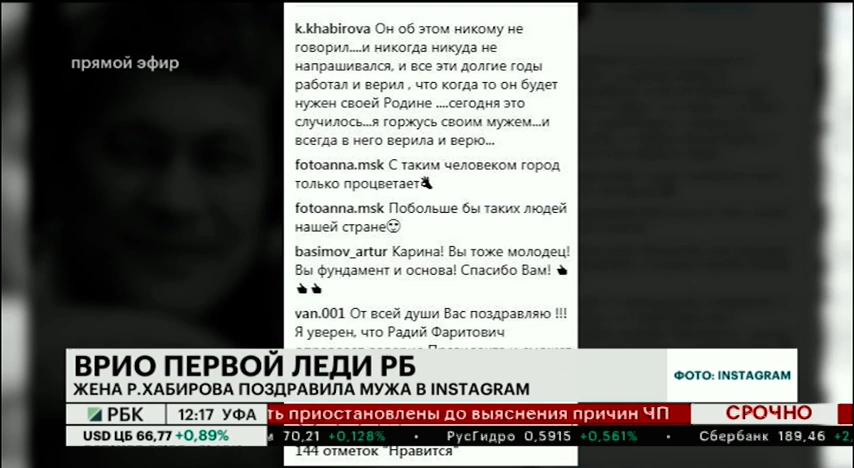 прямой эфир
k.khabirova Он об этом никому не
говорил....и никогда никуда не
напрашивался, и все эти долгие годы
работал и верил , что когда то он будет
нужен своей Родине ....сегодня это
случилось...я горжусь своим мужем...и
всегда в него верила и верю...
fotoanna.msk С таким человеком город
только процветает
fotoanna.msk Побольше бы таких людей
нашей стране
basimov_artur Карина! Вы тоже молодец!
Вы фундамент и основа! Спасибо Вам!
van.001 От всей души Вас поздравляю !!!
Я уверен, что Радий Фаритович
ВРИО ПЕРВОЙ ЛЕДИ РБ
ЖЕНА Р.ХАБИРОВА ПОЗДРАВИЛА МУЖА В INSTAGRAM
ФОТО: INSTAGRAM
РБК 12:17 УФА ть приостановлены до выяснения причин ЧП СРОЧНО
USD ЦБ 66,77 +0,89% м 70,21 +0,128% • РусГидро 0,5915 +0,561% • Сбербанк 189,46 +2,
144 отметок "Нравится"